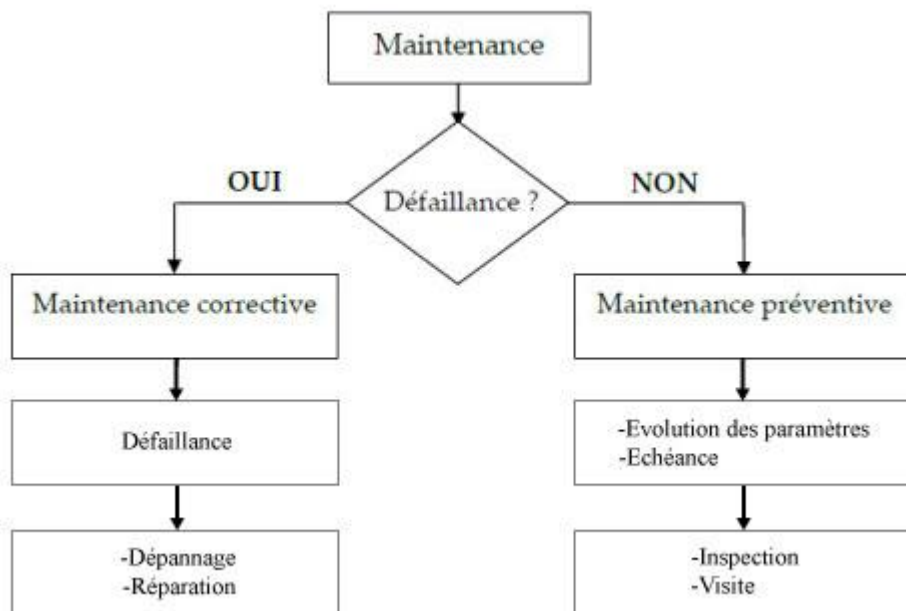 Maintenance
Défaillance ?
OUI
NON
Maintenance corrective
Maintenance préventive
Défaillance
-Evolution des paramètres
-Echéance
-Dépannage
-Réparation
-Inspection
-Visite